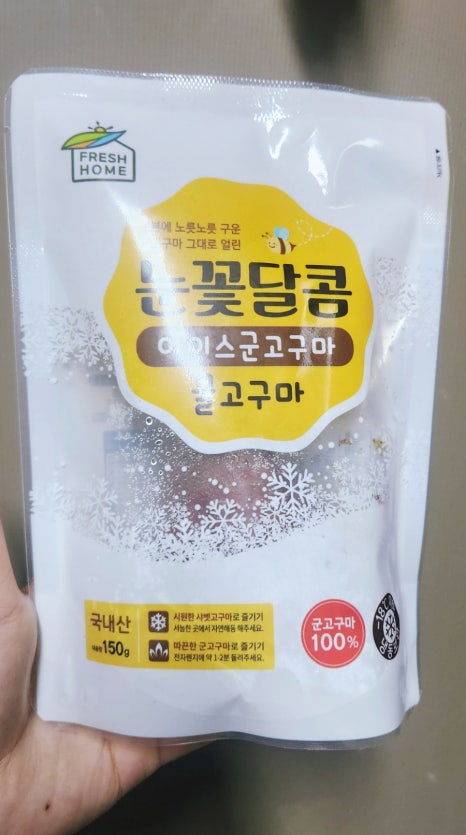 FRESH
HOME
노릇노릇 구운
그대로 얼린
눈꽃달콤
아이스군고구마
꿀고구마
국내산
내용량 150g
시원한 샤벳고구마로 즐기기
서늘한 곳에서 자연해동 해주세요.
따끈한 군고구마로 즐기기
전자렌지에 약 1-2분 돌려주세요.
군고구마
100%
-18℃